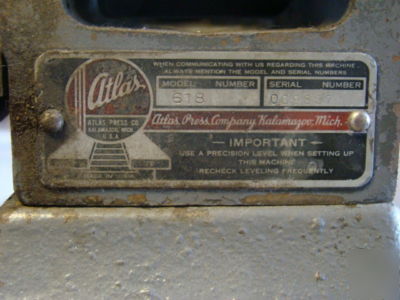 WHEN COMMUNICATING WITH US REGARDING THIS MACHINE
ALWAYS MENTION THE MODEL AND SERIAL NUMBERS
MODEL NUMBER
618
SERIAL NUMBER
Atlas
ATLAS PRESS CO
KALAMAZOO, MICH.
U.S.A
Atlas Press Company, Kalamazoo, Mich.
— IMPORTANT —
USE A PRECISION LEVEL WHEN SETTING UP
THIS MACHINE
RECHECK LEVELING FREQUENTLY